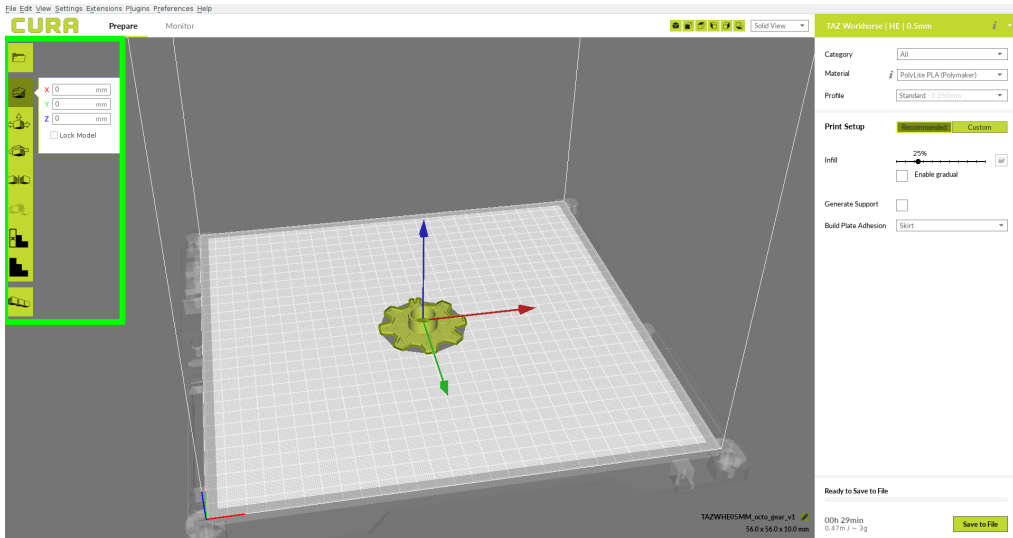 File Edit View Settings Extensions Plugins Preferences Help
CURA
Prepare
Monitor
Solid View
TAZ Workhorse | HE | 0.5mm
i
X 0 mm
Y 0 mm
Z 0 mm
Lock Model
Category All
Material i PolyLite PLA (Polymaker)
Profile Standard - 0.250mm
Print Setup Recommended Custom
25%
Infill
Enable gradual
Generate Support
Build Plate Adhesion Skirt
Ready to Save to File
TAZWHE05MM_octo_gear_v1
56.0 x 56.0 x 10.0 mm
00h 29min
0.47m / ~ 3g
Save to File